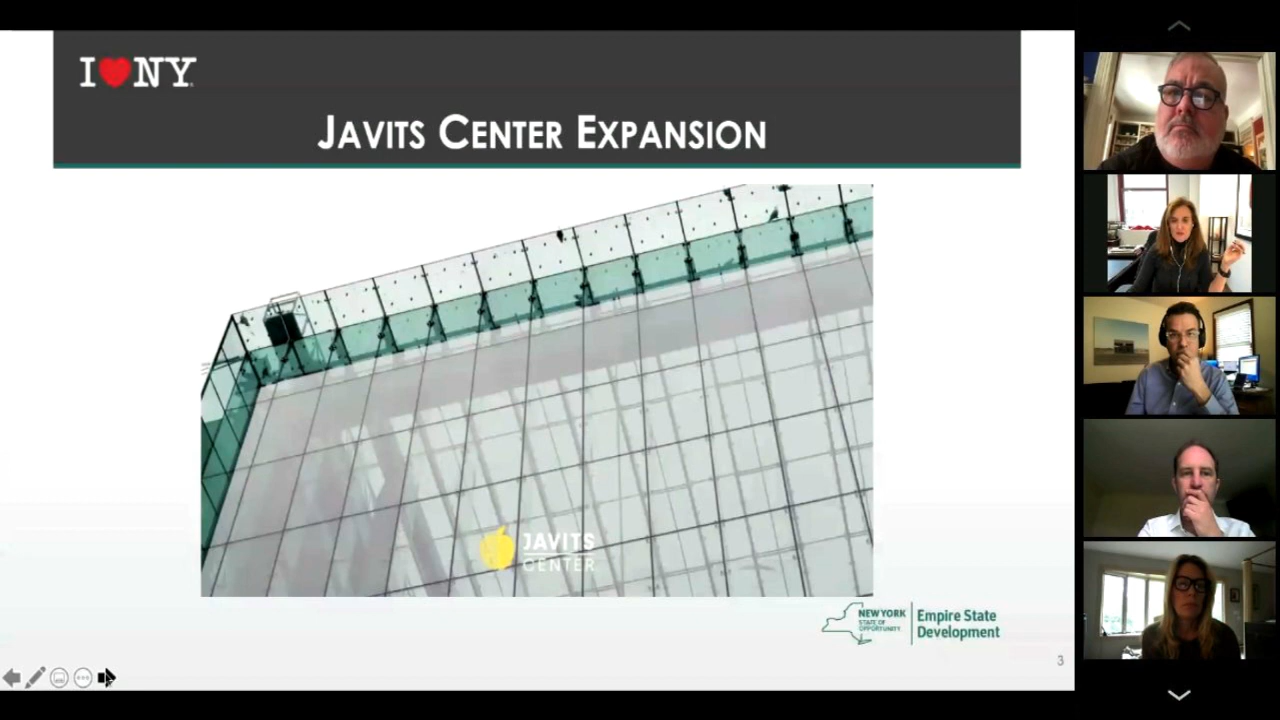 I ❤ NY
JAVITS CENTER EXPANSION
JAVITS
CENTER
NEW YORK
STATE OF
OPPORTUNITY
Empire State
Development
3